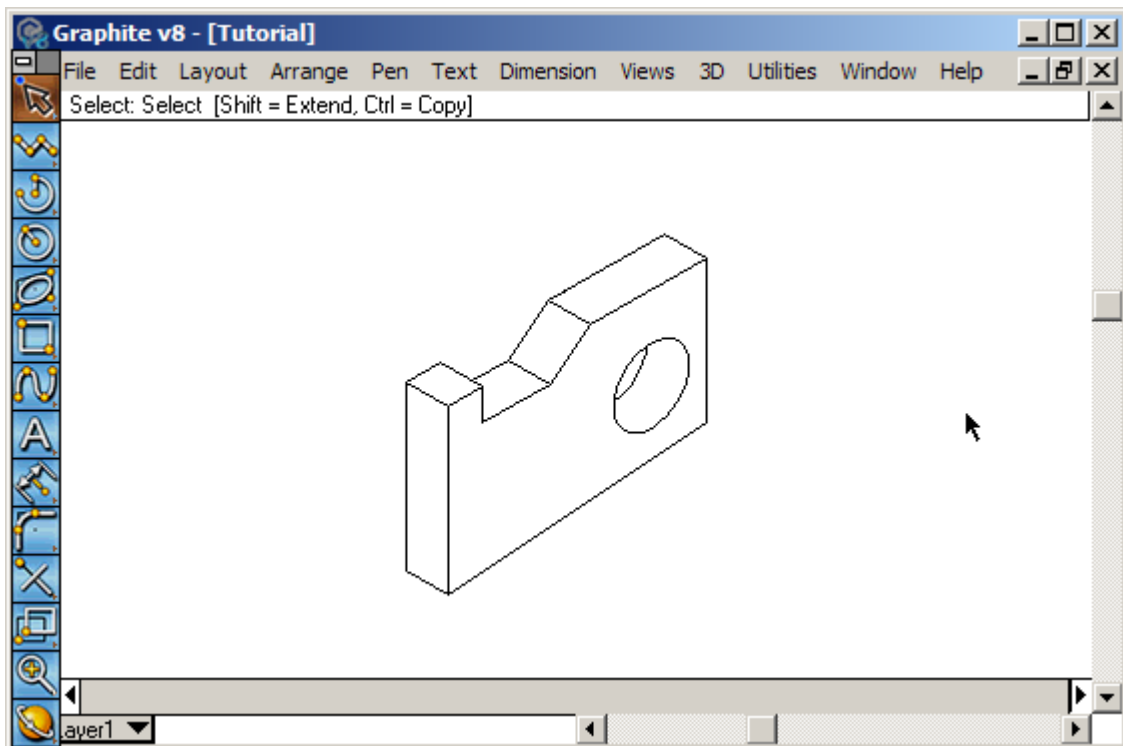 Graphite v8 - [Tutorial]
File Edit Layout Arrange Pen Text Dimension Views 3D Utilities Window Help
Select: Select [Shift = Extend, Ctrl = Copy]
A
ayer1